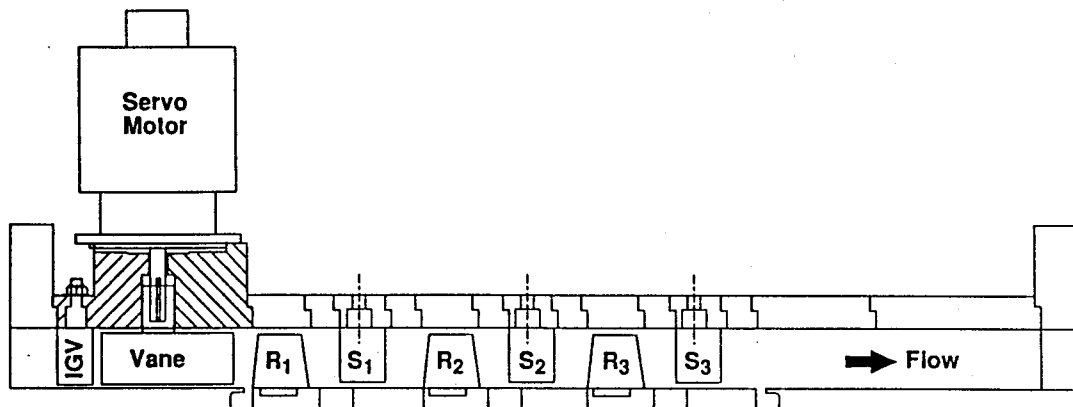 Servo
Motor
IGV
Vane
R1
S1
R2
S2
R3
S3
Flow